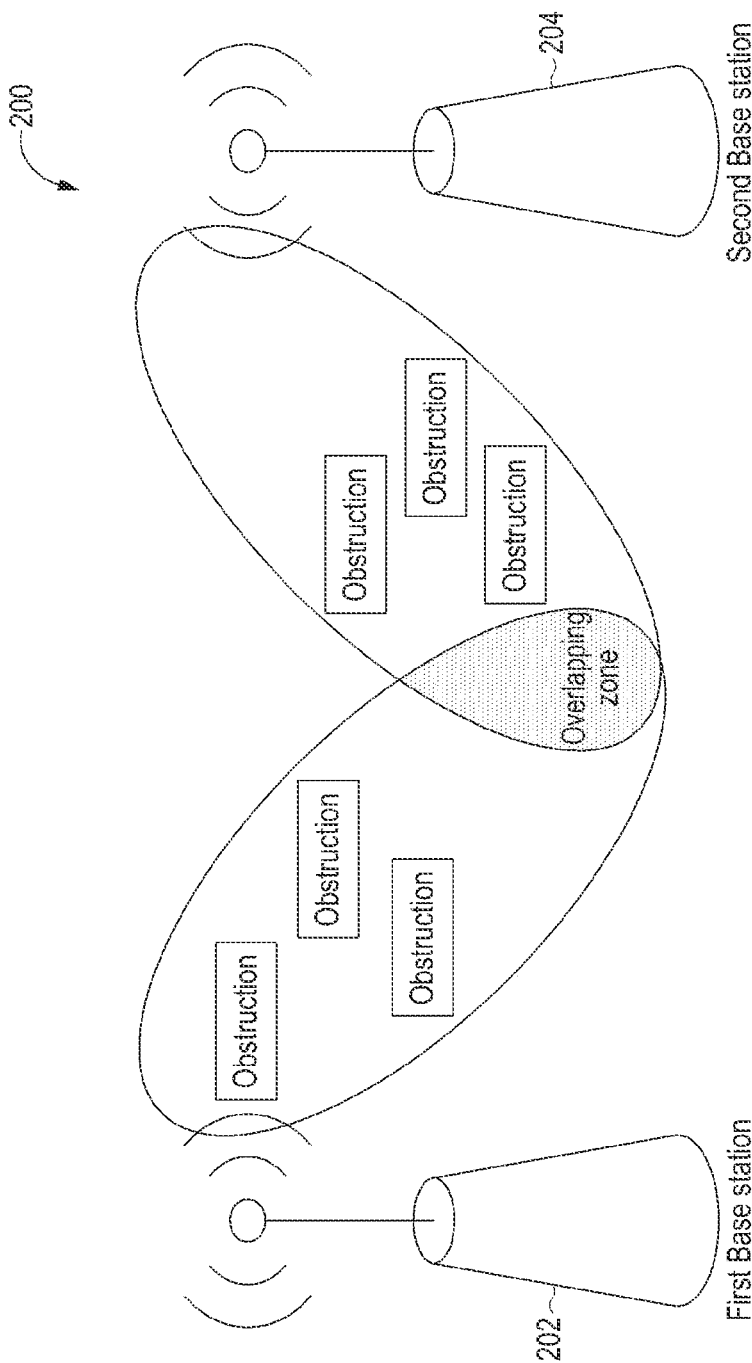 200
Obstruction
Obstruction
Obstruction
Obstruction
Obstruction
Obstruction
Overlapping
zone
202
204
First Base station
Second Base station